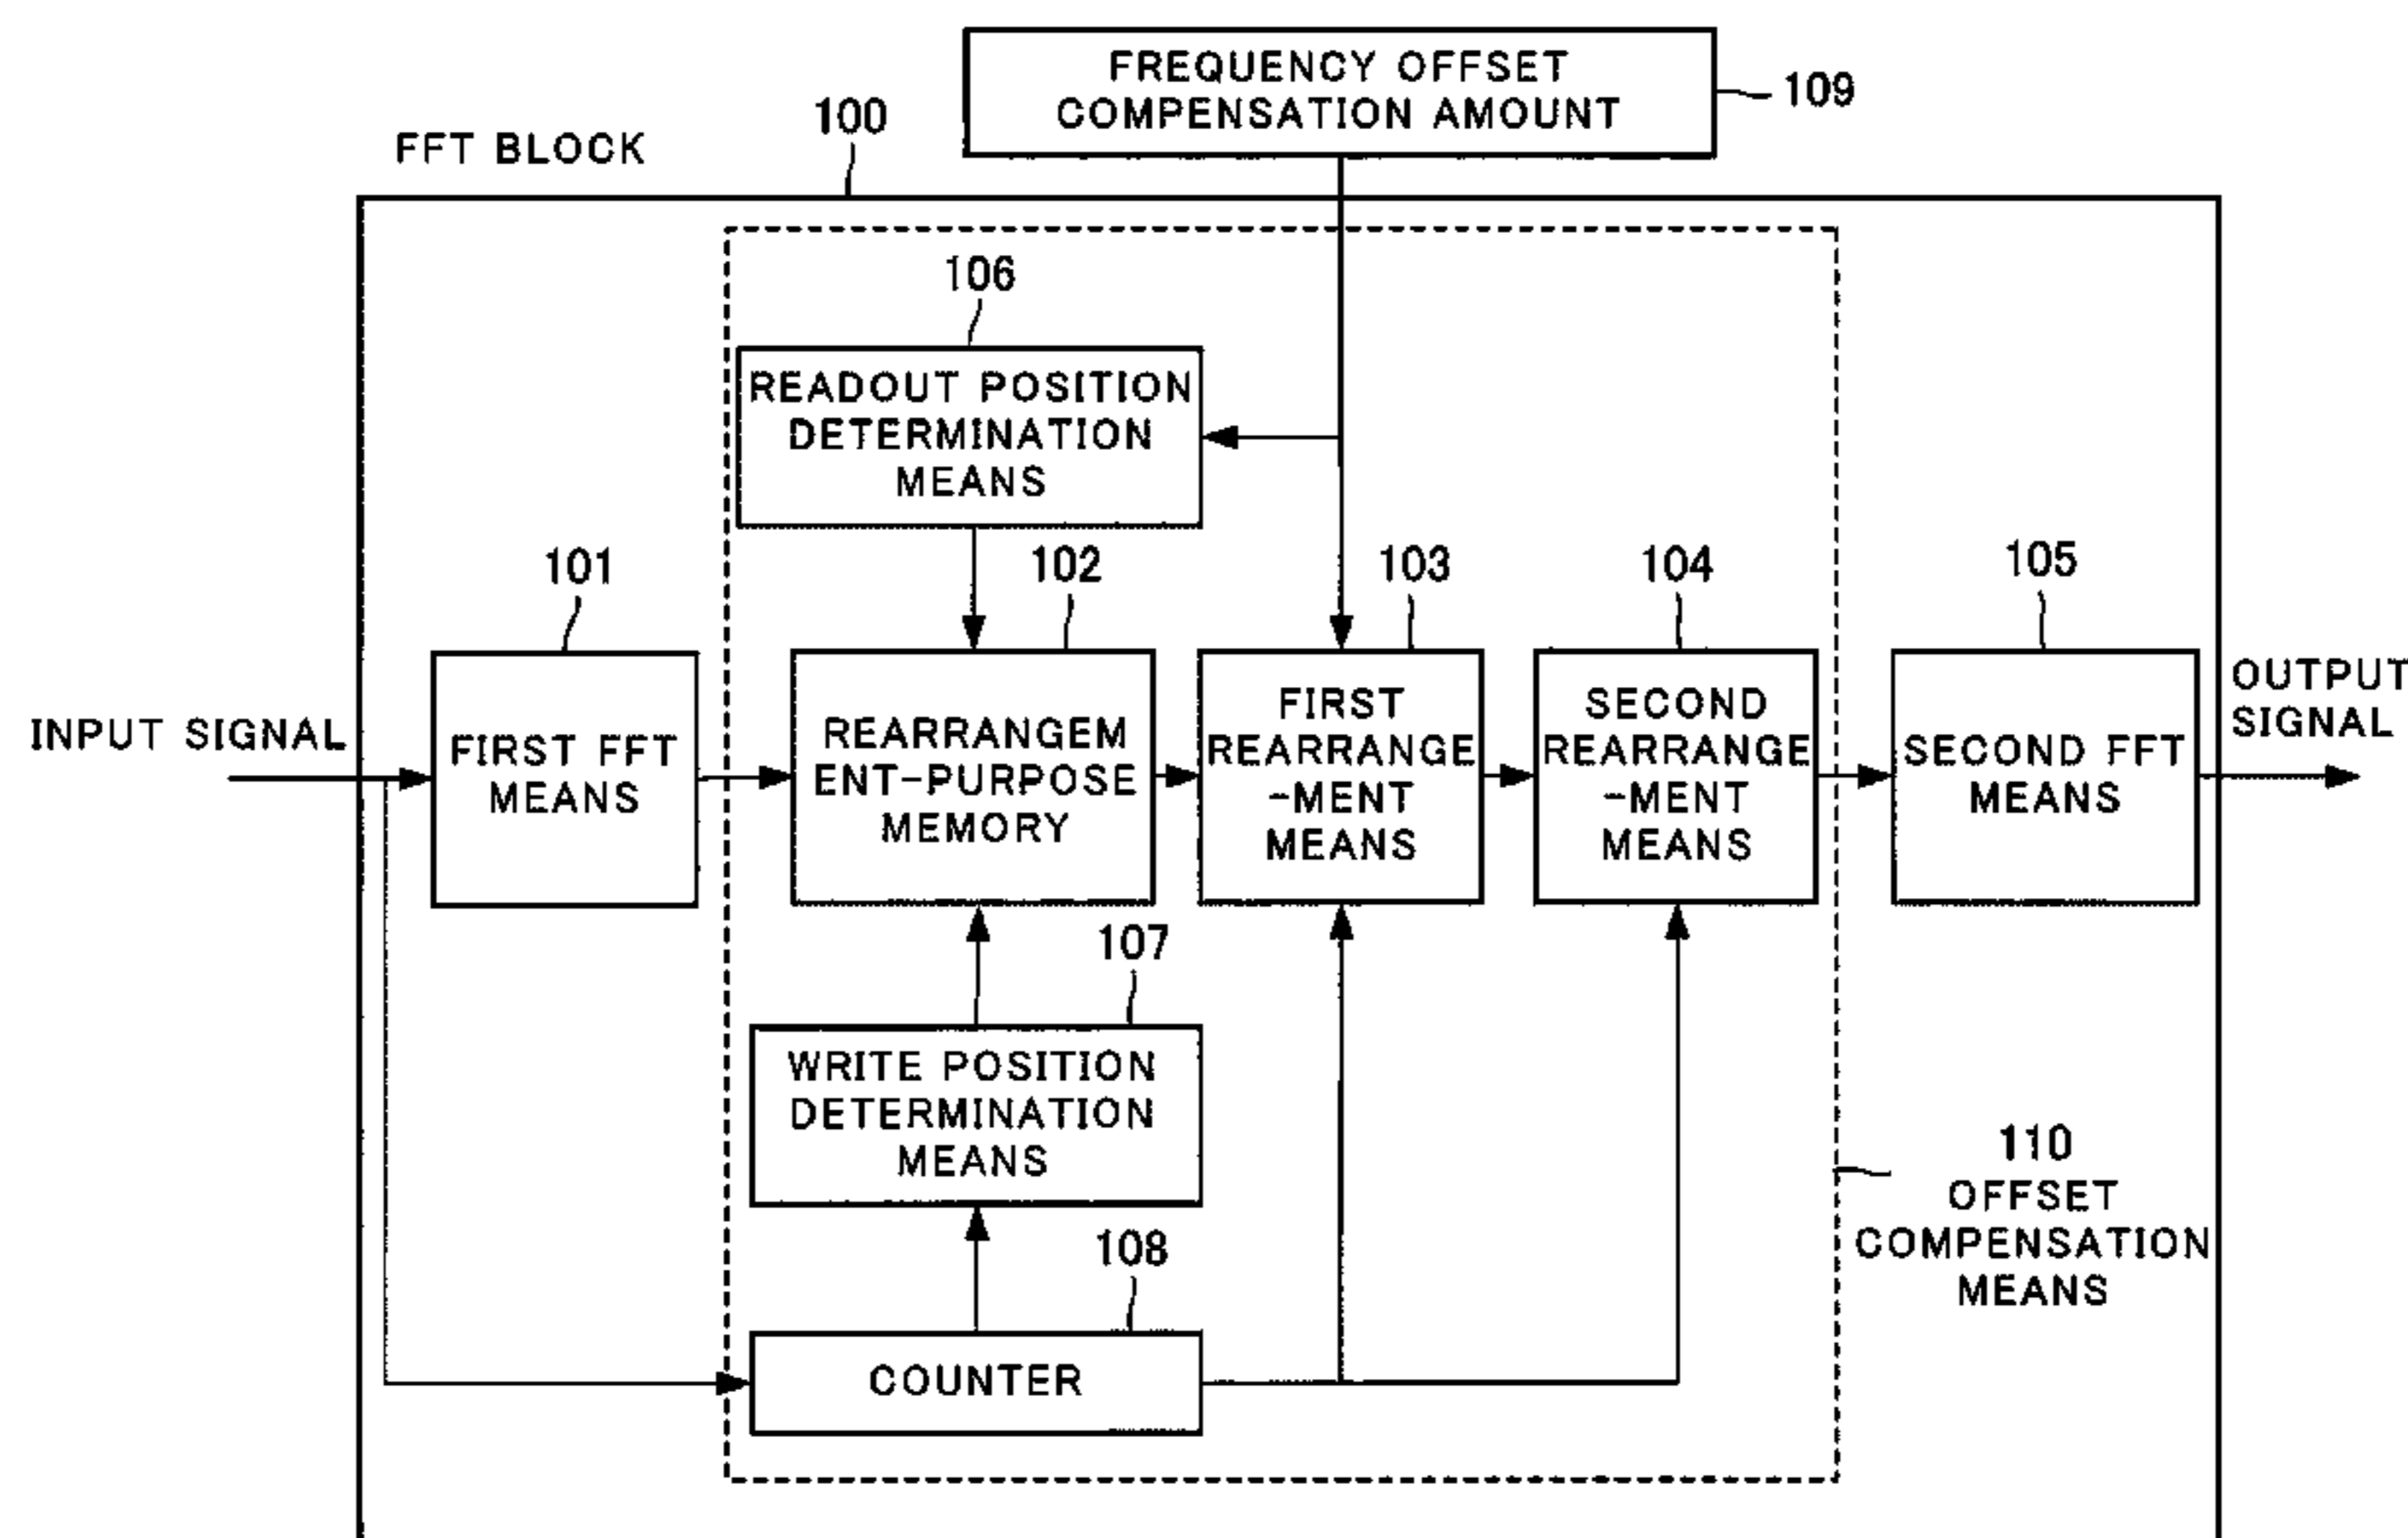 FREQUENCY OFFSET
COMPENSATION AMOUNT
109
100
FFT BLOCK
106
READOUT POSITION
DETERMINATION
MEANS
101
102
103
104
105
INPUT SIGNAL
FIRST FFT
MEANS
REARRANGEM
ENT-PURPOSE
MEMORY
FIRST
REARRANGE
-MENT
MEANS
SECOND
REARRANGE
-MENT
MEANS
SECOND FFT
MEANS
OUTPUT
SIGNAL
107
WRITE POSITION
DETERMINATION
MEANS
108
COUNTER
110
OFFSET
COMPENSATION
MEANS